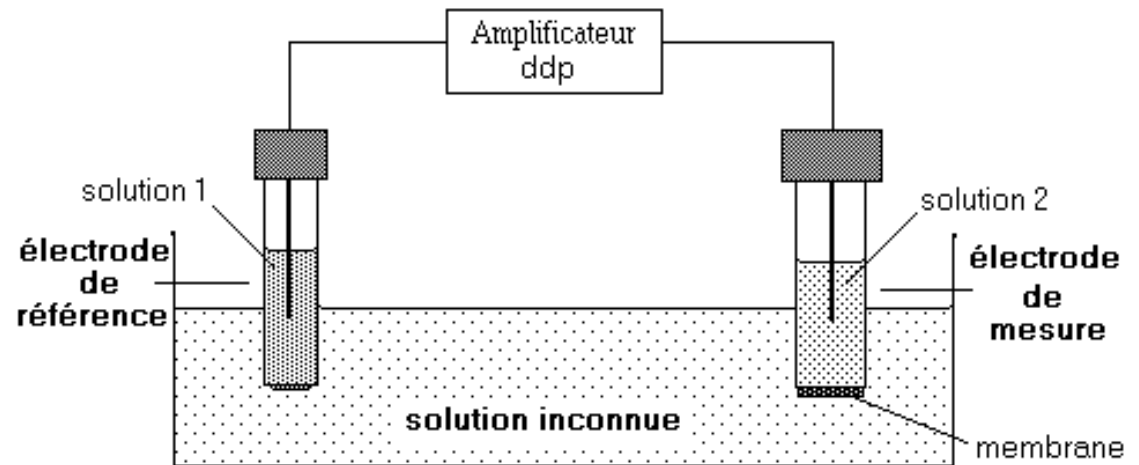 Amplificateur
ddp
solution 1
solution 2
électrode
de
référence
électrode
de
mesure
solution inconnue
membrane